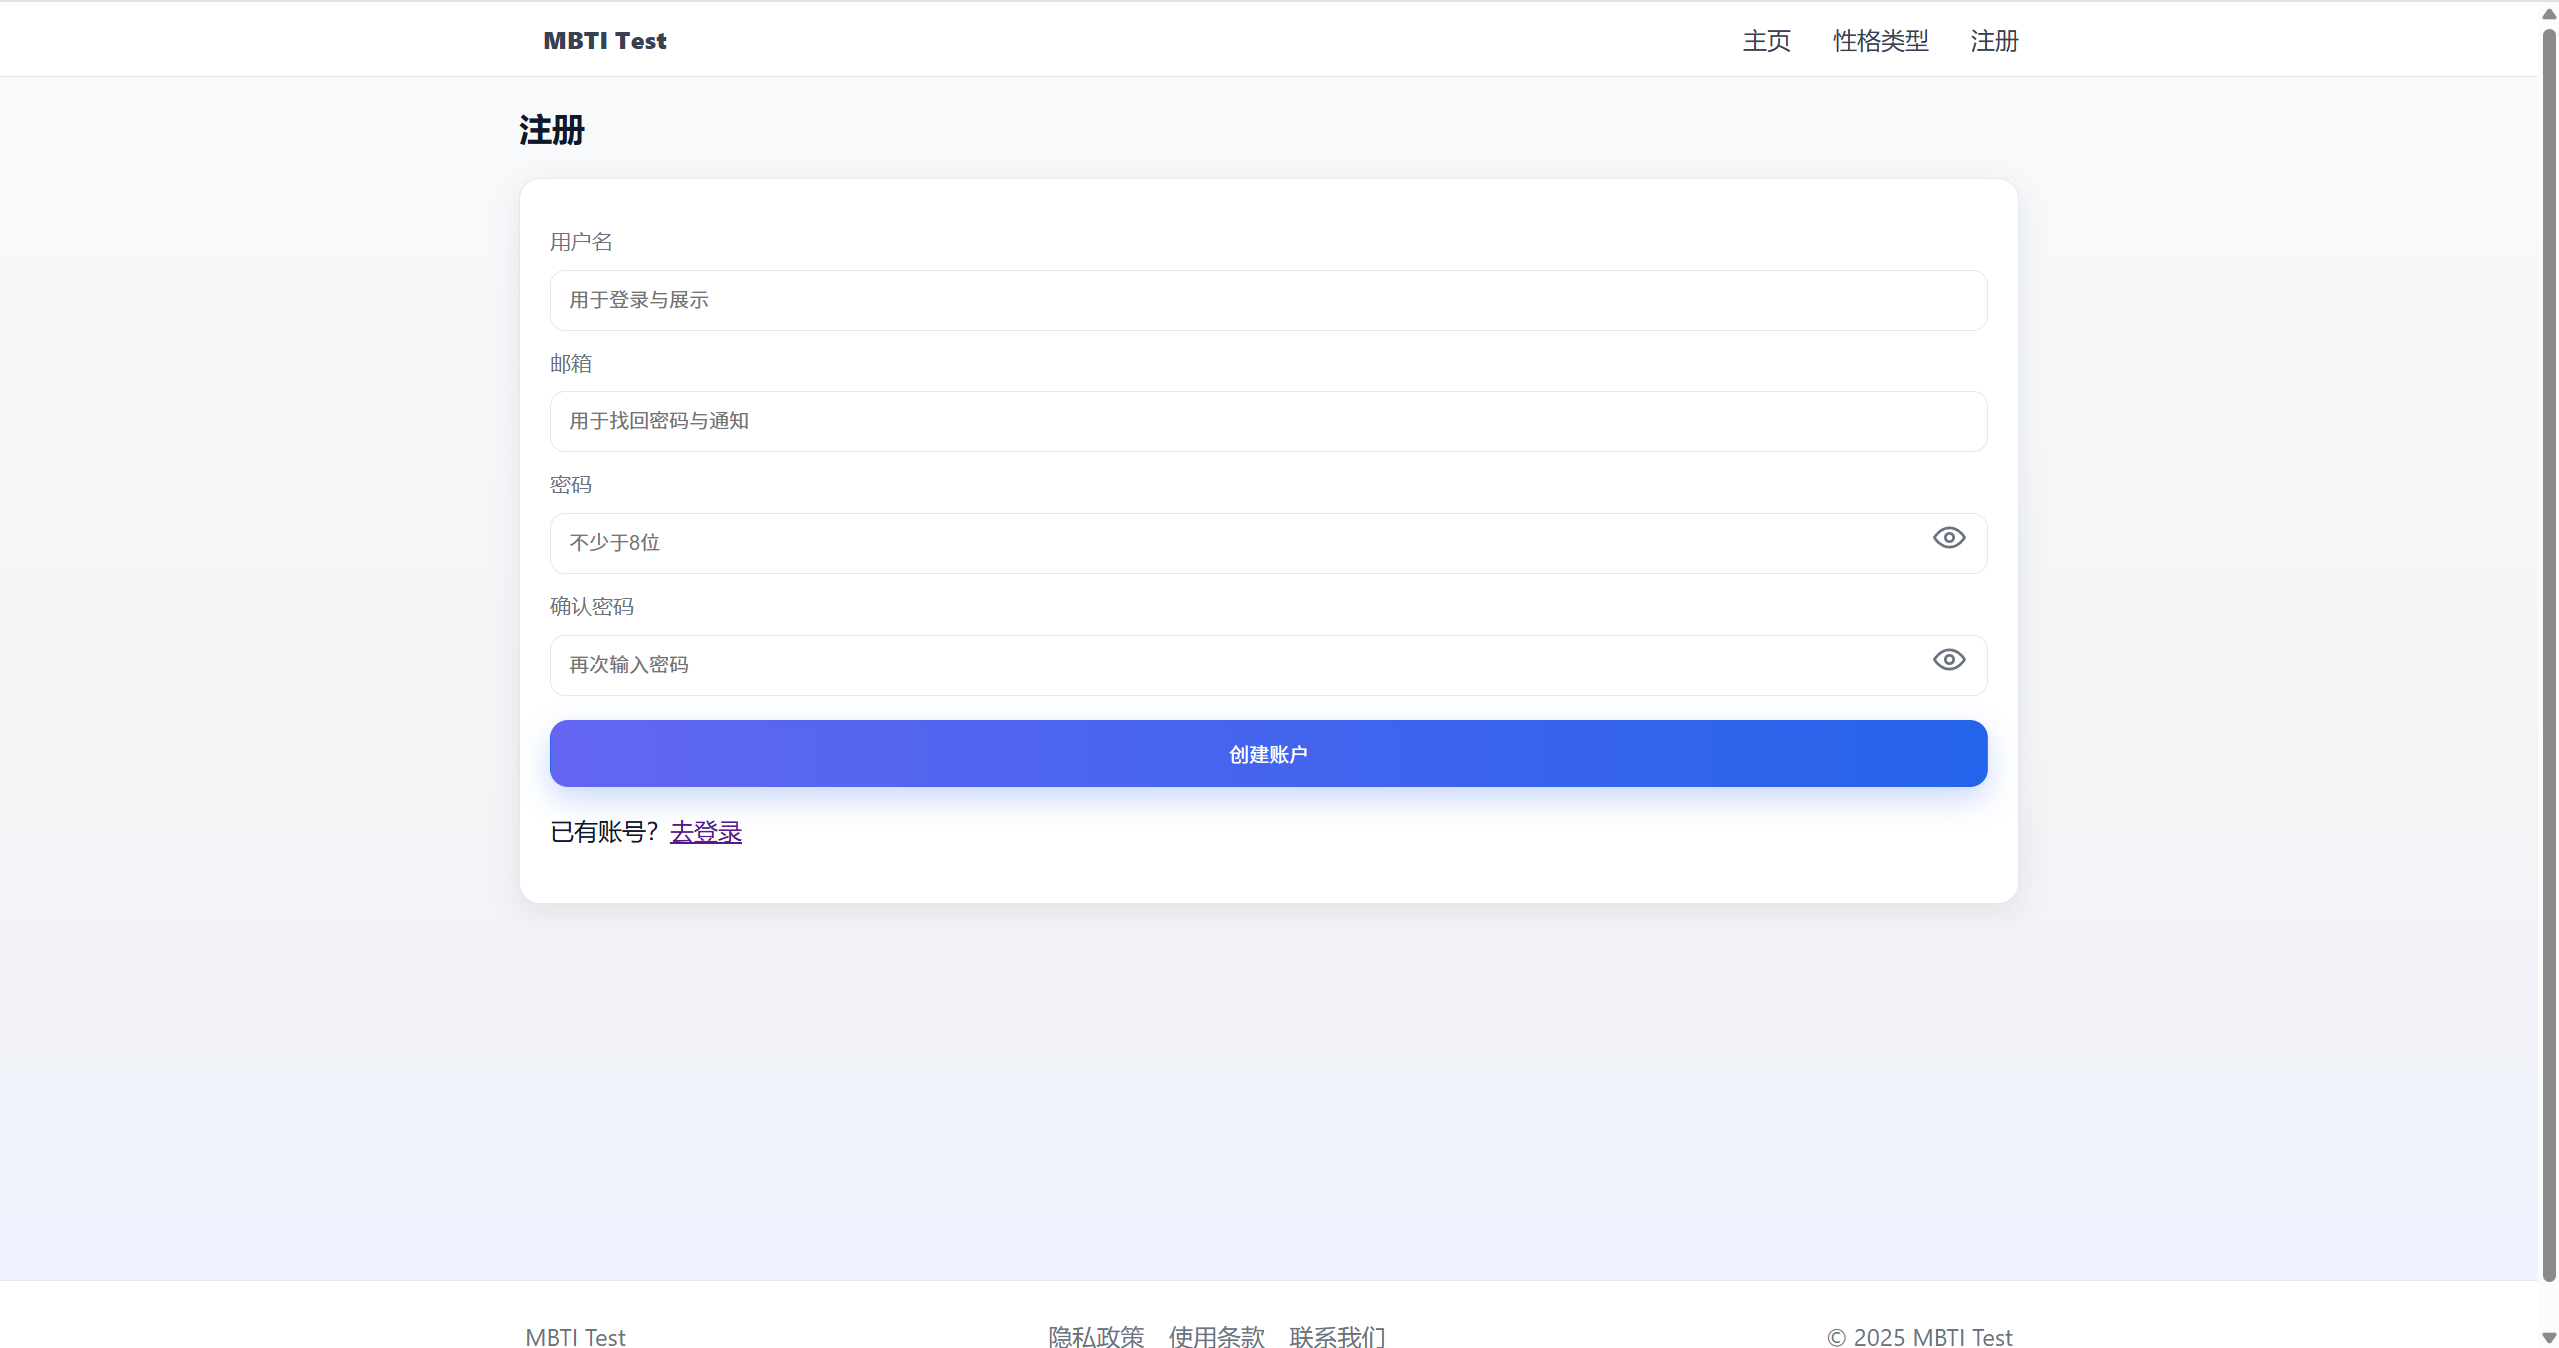 MBTI Test 主页 性格类型 注册
注册
用户名
用于登录与展示
邮箱
用于找回密码与通知
密码
不少于8位
确认密码
再次输入密码
创建账户
已有账号？去登录
MBTI Test 隐私政策 使用条款 联系我们 © 2025 MBTI Test